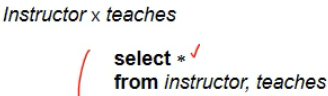 Instructor x teaches
select *
from instructor, teaches